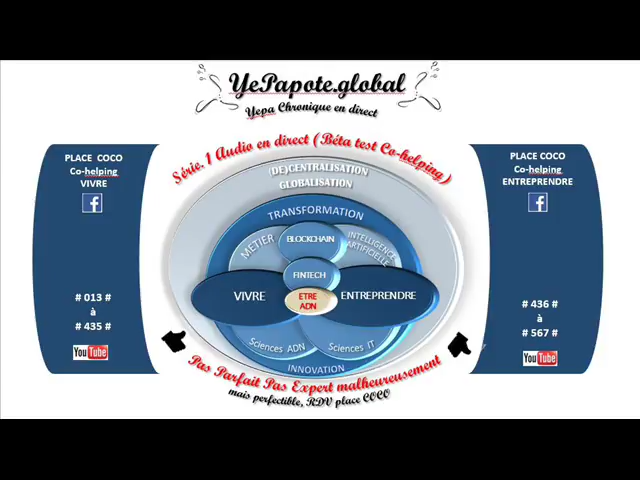 YePapote.global
Yepa Chronique en direct
Série. 1 Audio en direct (Béta test Co-helping)
PLACE COCO
Co-helping
VIVRE
f
# 013 #
à
# 435 #
YouTube
(DE)CENTRALISATION
GLOBALISATION
TRANSFORMATION
METIER
BLOCKCHAIN
INTELLIGENCE
ARTIFICIELLE
FINTECH
VIVRE
ETRE
ADN
ENTREPRENDRE
Sciences ADN
Sciences IT
INNOVATION
PLACE COCO
Co-helping
ENTREPRENDRE
f
# 436 #
à
# 567 #
YouTube
Pas Parfait Pas Expert malheureusement
mais perfectible, RDV place COCO